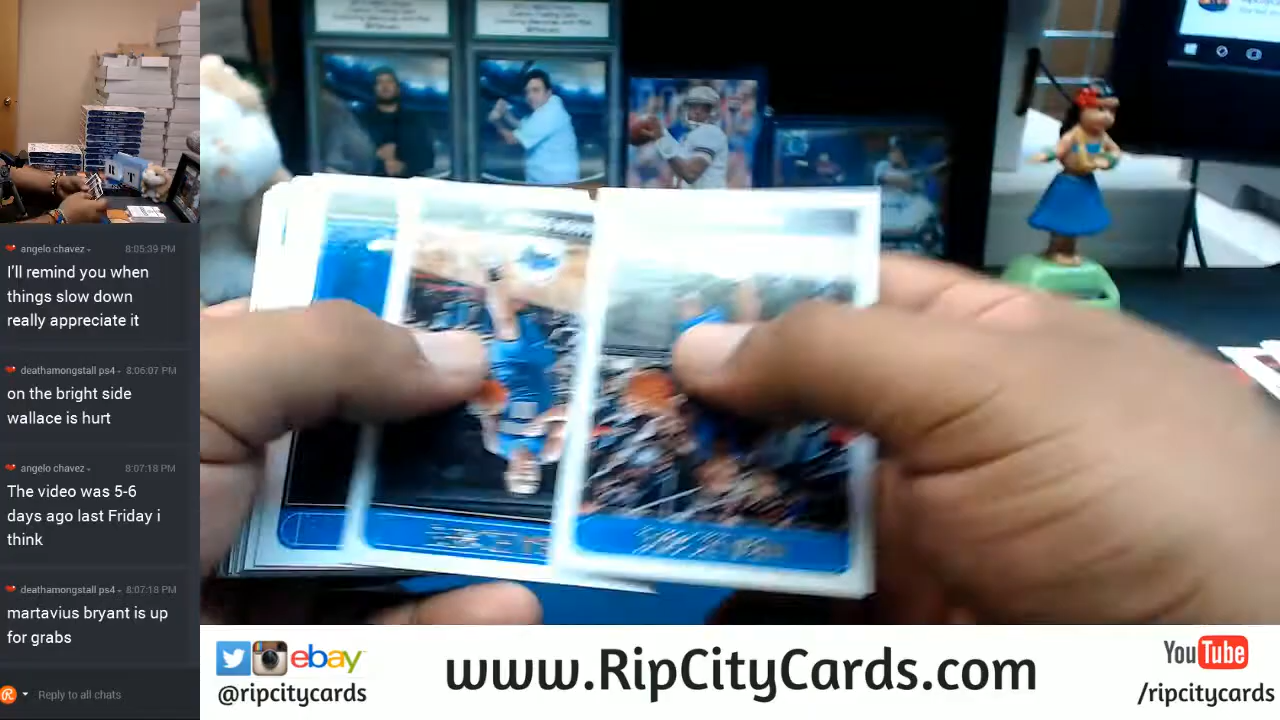 angelo chavez 8:05:39 PM
I'll remind you when
things slow down
really appreciate it
deathamongstall ps4 8:06:07 PM
on the bright side
wallace is hurt
angelo chavez 8:07:18 PM
The video was 5-6
days ago last Friday i
think
deathamongstall ps4 8:07:18 PM
martavius bryant is up
for grabs
Reply to all chats
ebay
@ripcitycards
www.RipCityCards.com
YouTube
/ripcitycards